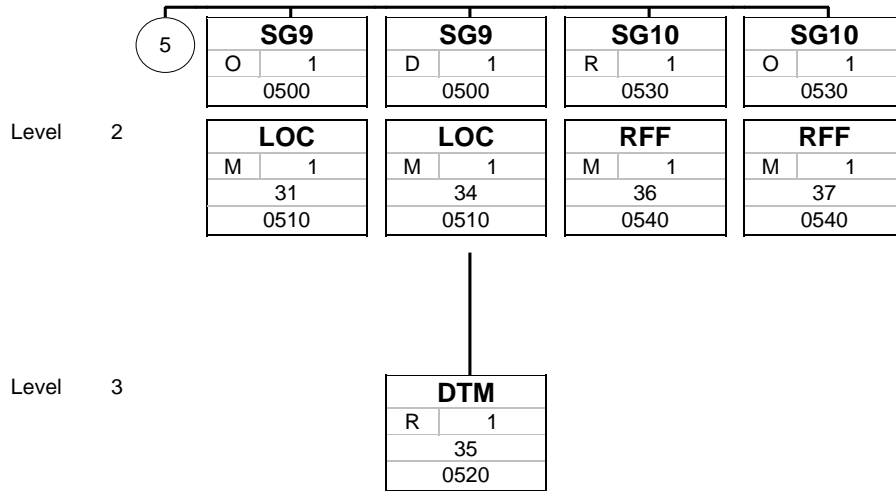 5
SG9 SG9 SG10 SG10
O 1 D 1 R 1 O 1
0500 0500 0530 0530
Level 2 LOC LOC RFF RFF
M 1 M 1 M 1 M 1
31 34 36 37
0510 0510 0540 0540
Level 3 DTM
R 1
35
0520